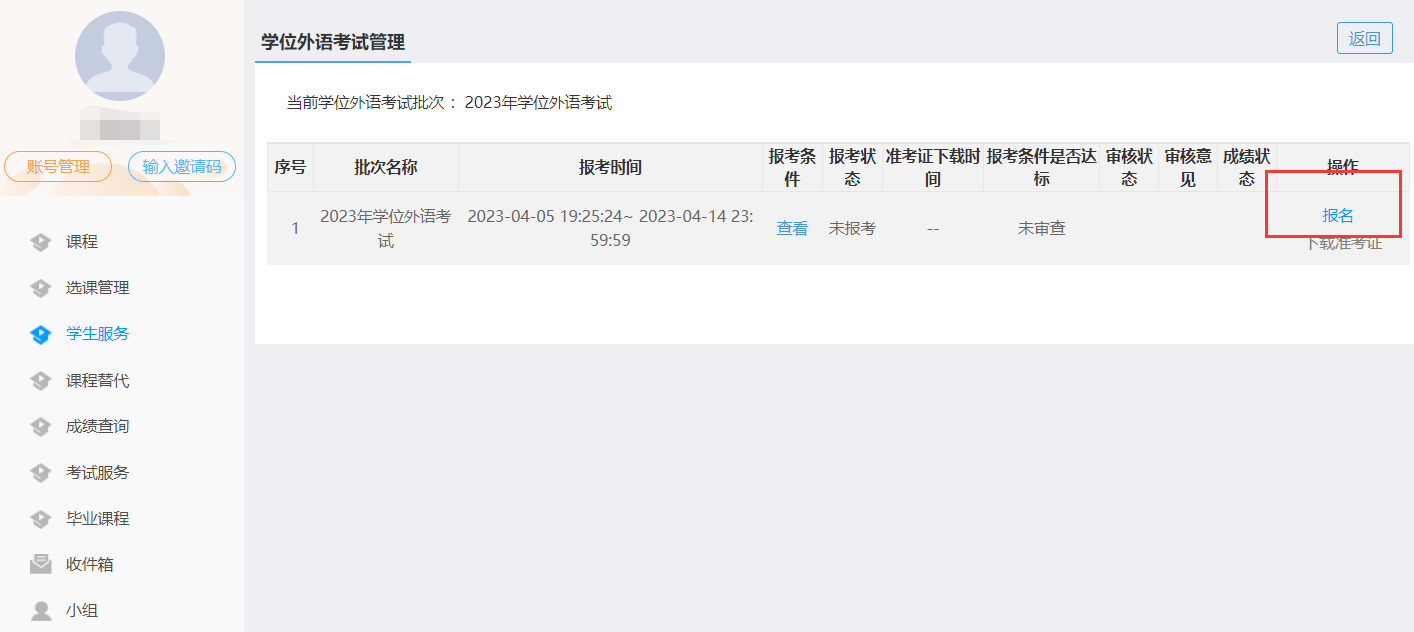 账号管理 输入邀请码
课程
选课管理
学生服务
课程替代
成绩查询
考试服务
毕业课程
收件箱
小组
学位外语考试管理 返回
当前学位外语考试批次 ： 2023年学位外语考试
序号 批次名称 报考时间 报考条件 报考状态 准考证下载时间 报考条件是否达标 审核状态 审核意见 成绩状态 操作
1 2023年学位外语考试 2023-04-05 19:25:24~ 2023-04-14 23:59:59 查看 未报考 -- 未审查 报名
下载准考证